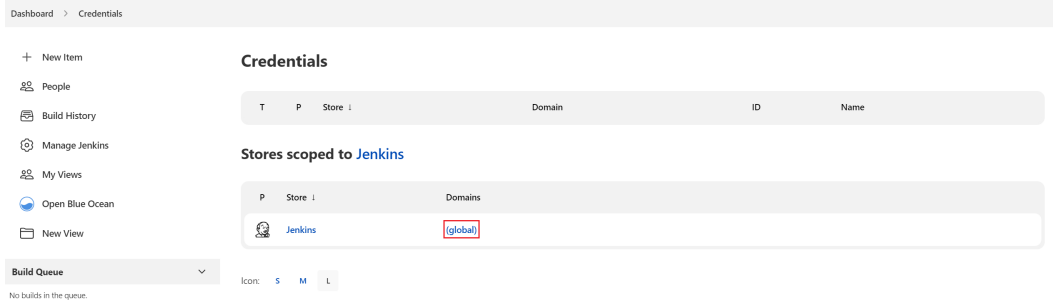 Dashboard > Credentials
New Item
People
Build History
Manage Jenkins
My Views
Open Blue Ocean
New View
Build Queue
No builds in the queue.
Credentials
T P Store ↓ Domain ID Name
Stores scoped to Jenkins
P Store ↓ Domains
Jenkins (global)
Icon: S M L